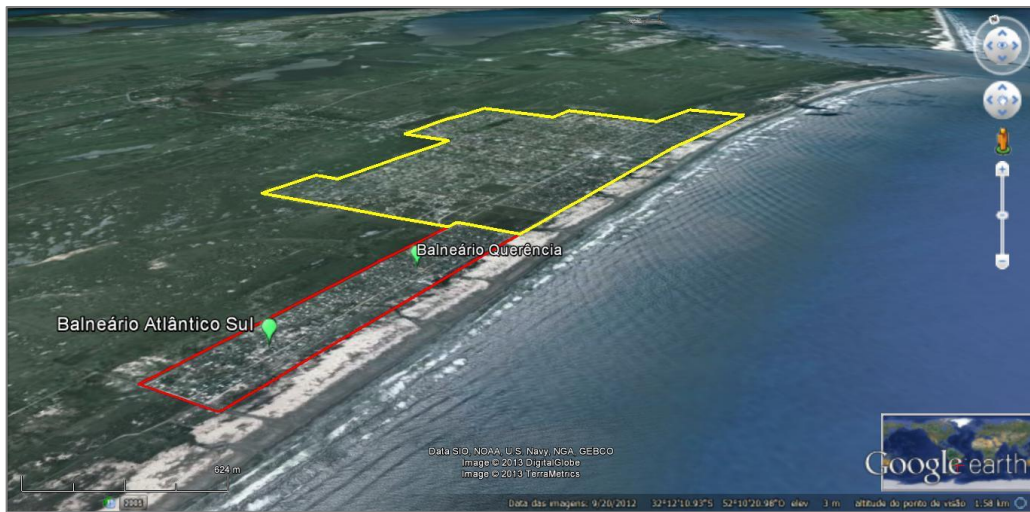 Balneário Querência
Balneário Atlântico Sul
Data SIO, NOAA, U.S. Navy, NGA, GEBCO
Image © 2013 DigitalGlobe
Image © 2013 TerraMetrics
624 m
Google earth
2001
Data das imagens: 9/20/2012 32°12'10.93"S 52°10'20.98"O elev 3 m altitude do ponto de visão 1.58 km